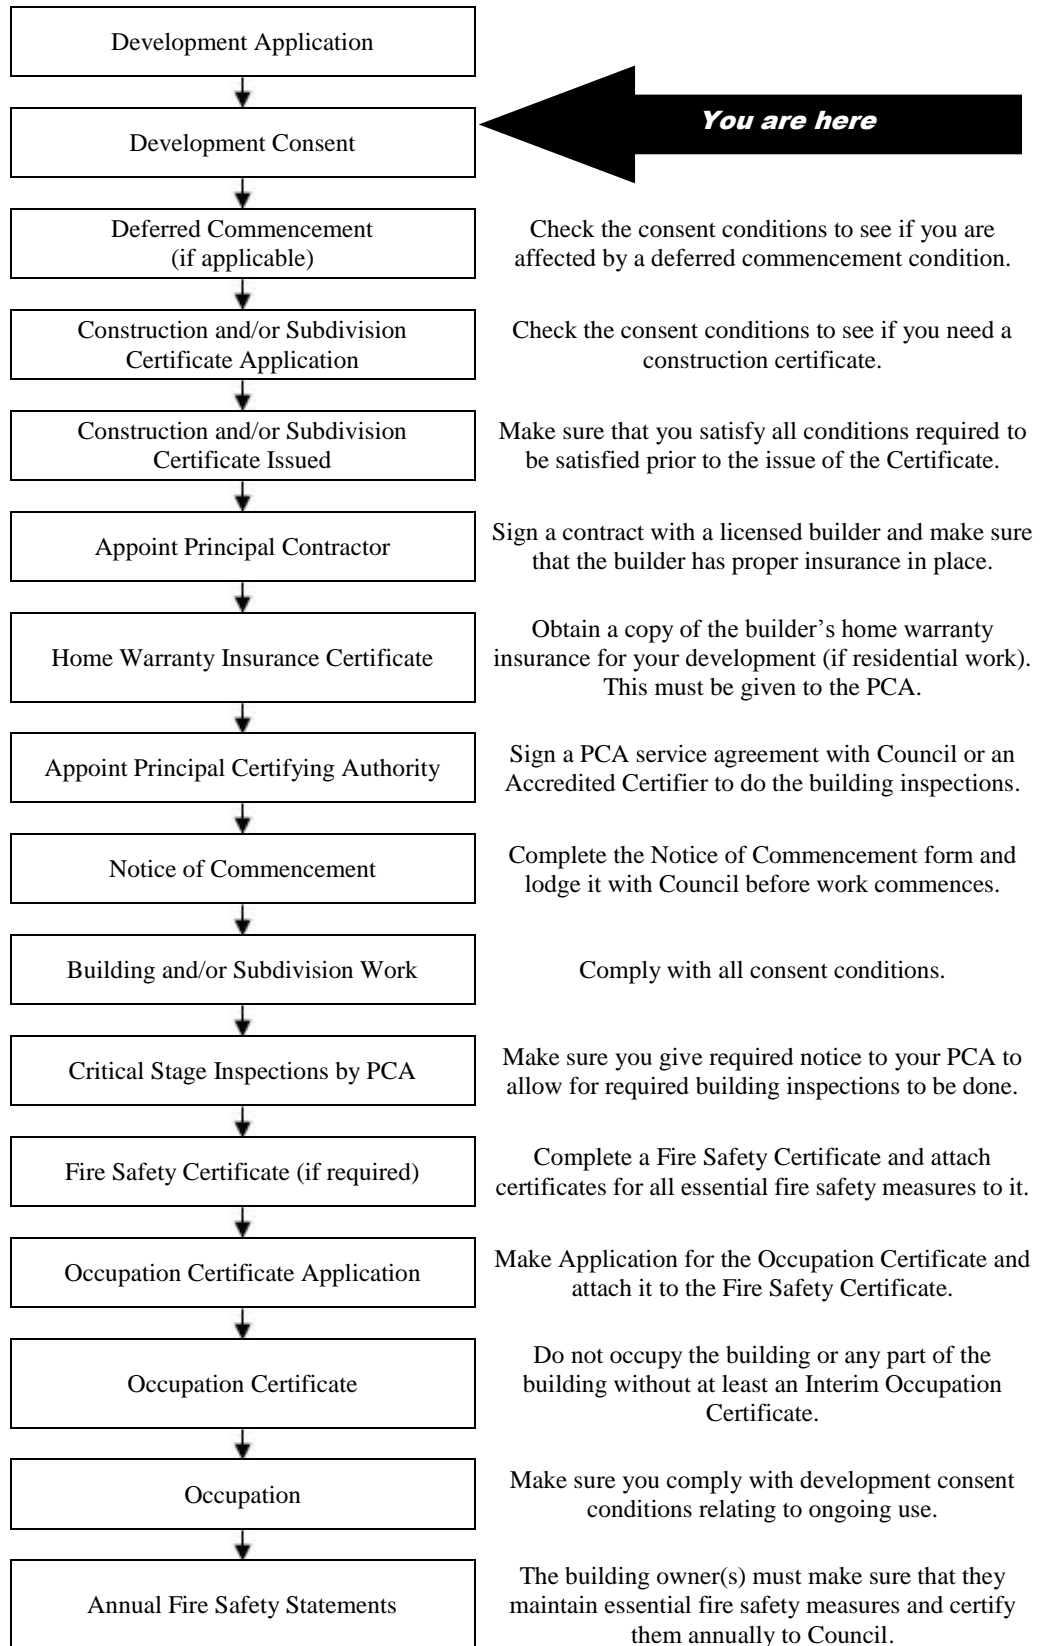 Development Application
Development Consent
You are here
Deferred Commencement
(if applicable)
Check the consent conditions to see if you are
affected by a deferred commencement condition.
Construction and/or Subdivision
Certificate Application
Check the consent conditions to see if you need a
construction certificate.
Construction and/or Subdivision
Certificate Issued
Make sure that you satisfy all conditions required to
be satisfied prior to the issue of the Certificate.
Appoint Principal Contractor
Sign a contract with a licensed builder and make sure
that the builder has proper insurance in place.
Home Warranty Insurance Certificate
Obtain a copy of the builder’s home warranty
insurance for your development (if residential work).
This must be given to the PCA.
Appoint Principal Certifying Authority
Sign a PCA service agreement with Council or an
Accredited Certifier to do the building inspections.
Notice of Commencement
Complete the Notice of Commencement form and
lodge it with Council before work commences.
Building and/or Subdivision Work
Comply with all consent conditions.
Critical Stage Inspections by PCA
Make sure you give required notice to your PCA to
allow for required building inspections to be done.
Fire Safety Certificate (if required)
Complete a Fire Safety Certificate and attach
certificates for all essential fire safety measures to it.
Occupation Certificate Application
Make Application for the Occupation Certificate and
attach it to the Fire Safety Certificate.
Occupation Certificate
Do not occupy the building or any part of the
building without at least an Interim Occupation
Certificate.
Occupation
Make sure you comply with development consent
conditions relating to ongoing use.
Annual Fire Safety Statements
The building owner(s) must make sure that they
maintain essential fire safety measures and certify
them annually to Council.